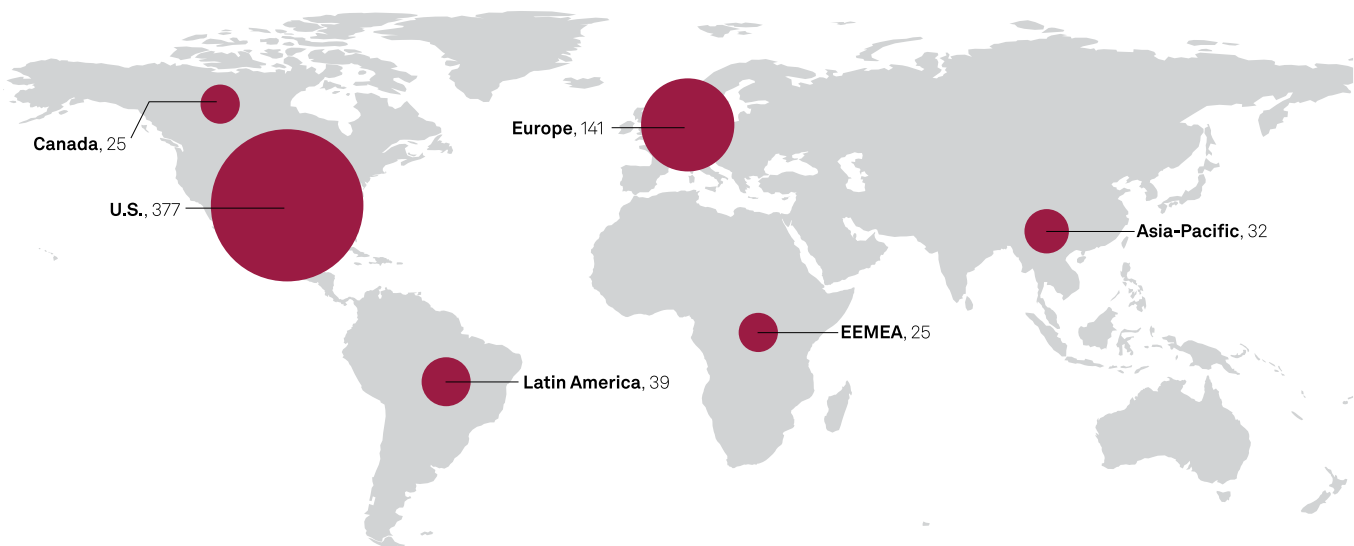 Canada, 25
Europe, 141
U.S., 377
Asia-Pacific, 32
EEMEA, 25
Latin America, 39